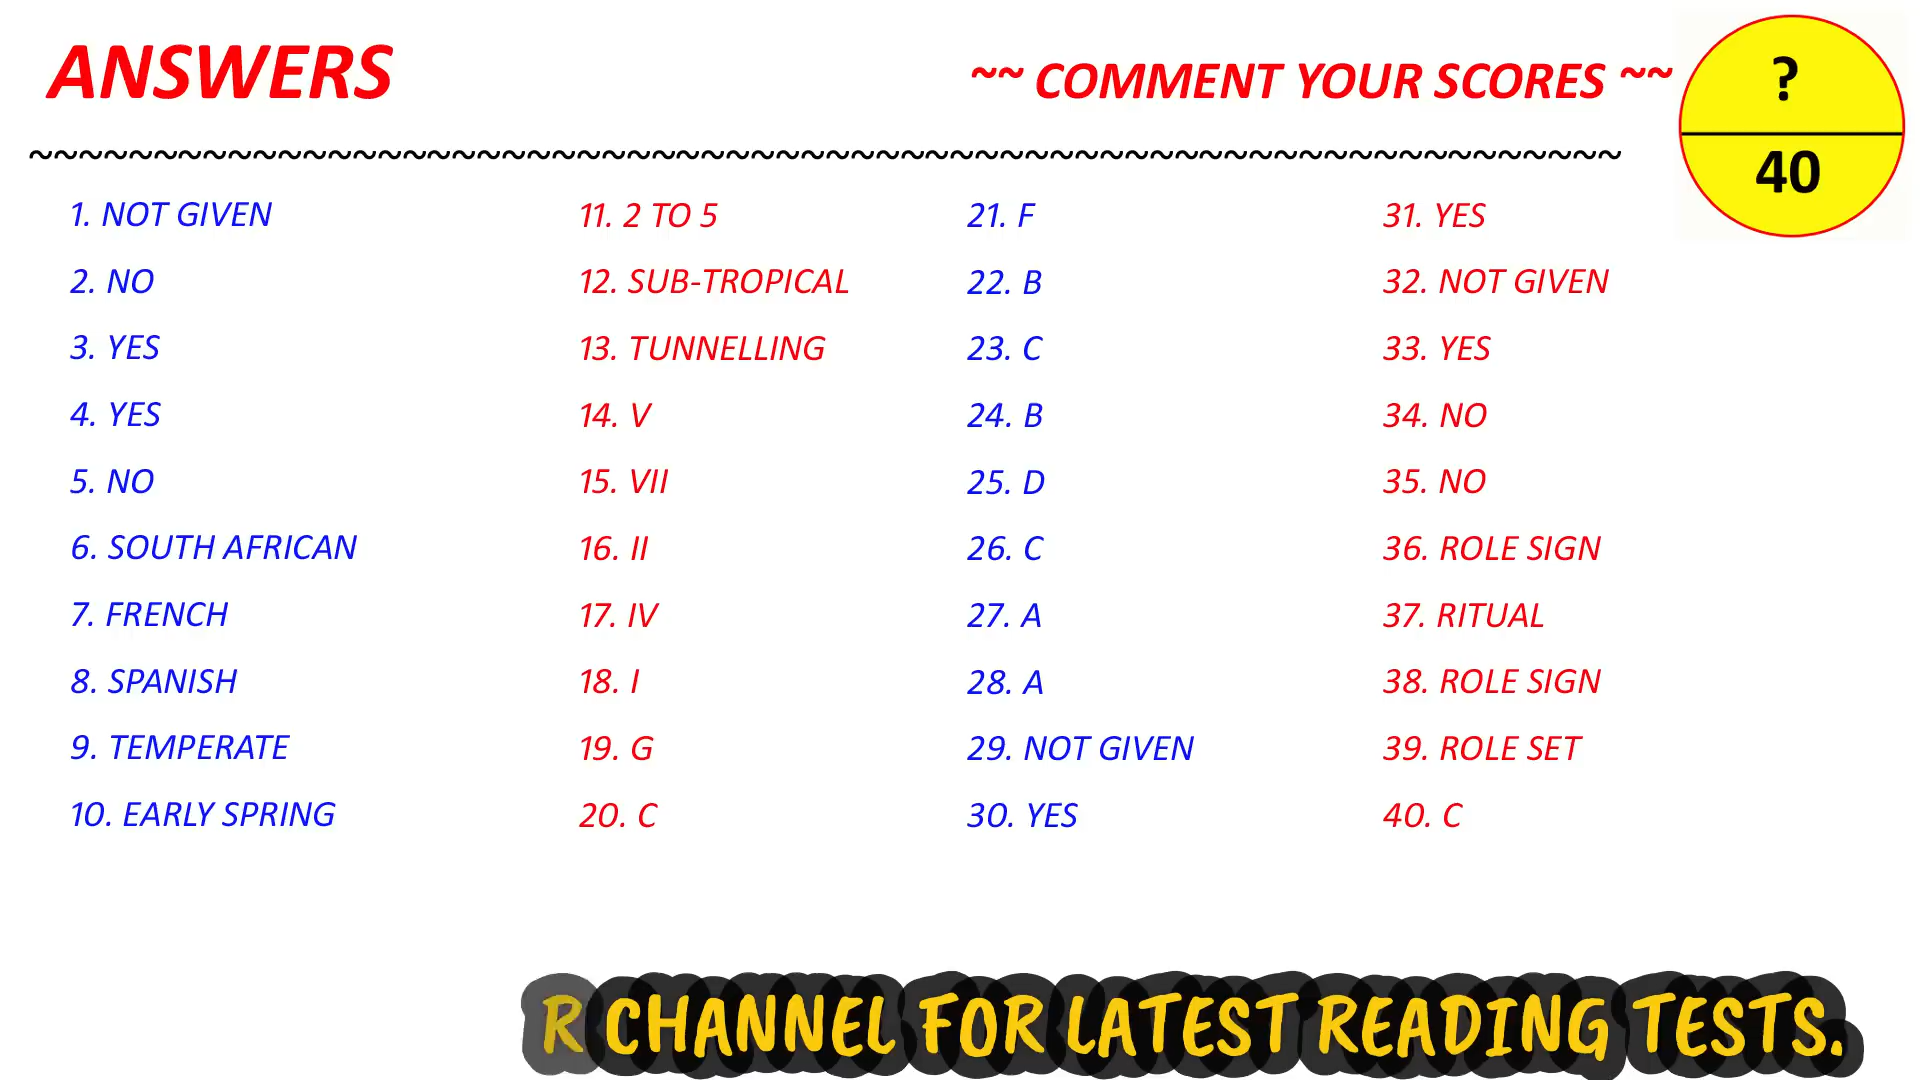 ANSWERS
~~ COMMENT YOUR SCORES ~~
?
40
~~~~~~~~~~~~~~~~~~~~~~~~~~~~~~~~~~~~~~~~~~~~~~~~~~~~~~~~~~~~~~~~
1. NOT GIVEN
2. NO
3. YES
4. YES
5. NO
6. SOUTH AFRICAN
7. FRENCH
8. SPANISH
9. TEMPERATE
10. EARLY SPRING
11. 2 TO 5
12. SUB-TROPICAL
13. TUNNELLING
14. V
15. VII
16. II
17. IV
18. I
19. G
20. C
21. F
22. B
23. C
24. B
25. D
26. C
27. A
28. A
29. NOT GIVEN
30. YES
31. YES
32. NOT GIVEN
33. YES
34. NO
35. NO
36. ROLE SIGN
37. RITUAL
38. ROLE SIGN
39. ROLE SET
40. C
R CHANNEL FOR LATEST READING TESTS.